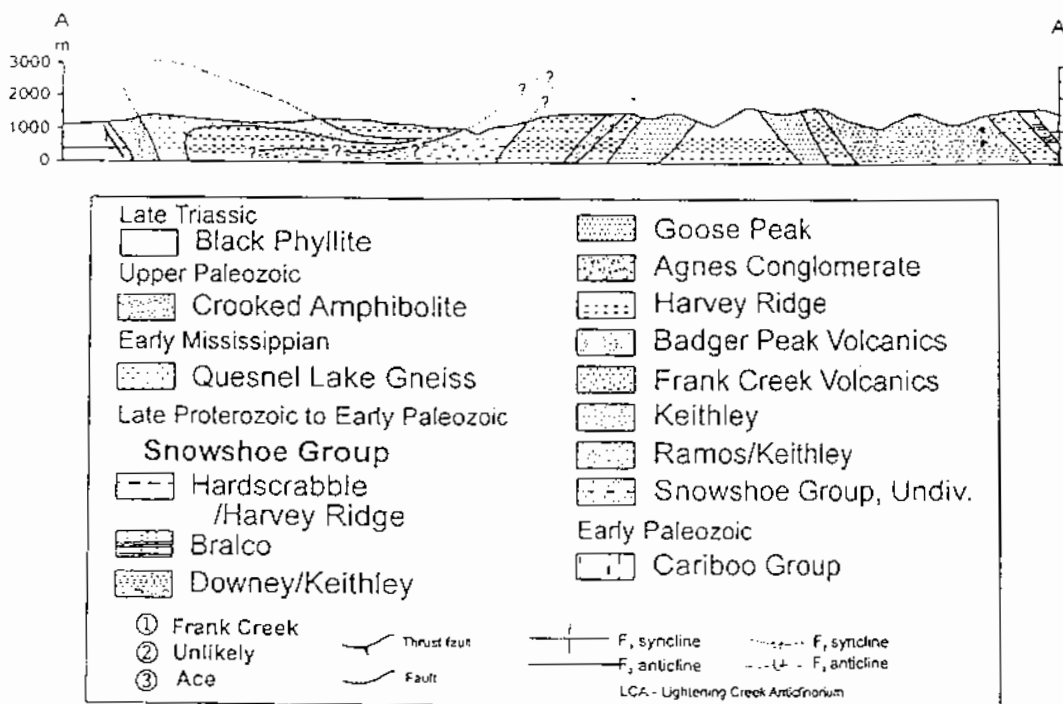 A
A
m
3000
2000
1000
0
? ?
?
? ? ?
Late Triassic
Black Phyllite
Upper Paleozoic
Crooked Amphibolite
Early Mississippian
Quesnel Lake Gneiss
Late Proterozoic to Early Paleozoic
Snowshoe Group
Hardscrabble
/Harvey Ridge
Bralco
Downey/Keithley
Goose Peak
Agnes Conglomerate
Harvey Ridge
Badger Peak Volcanics
Frank Creek Volcanics
Keithley
Ramos/Keithley
Snowshoe Group, Undiv.
Early Paleozoic
Cariboo Group
① Frank Creek
② Unlikely
③ Ace
Thrust fault
Fault
F, syncline
anticline
F, syncline
F, anticline
LCA - Lightening Creek Antidinorium